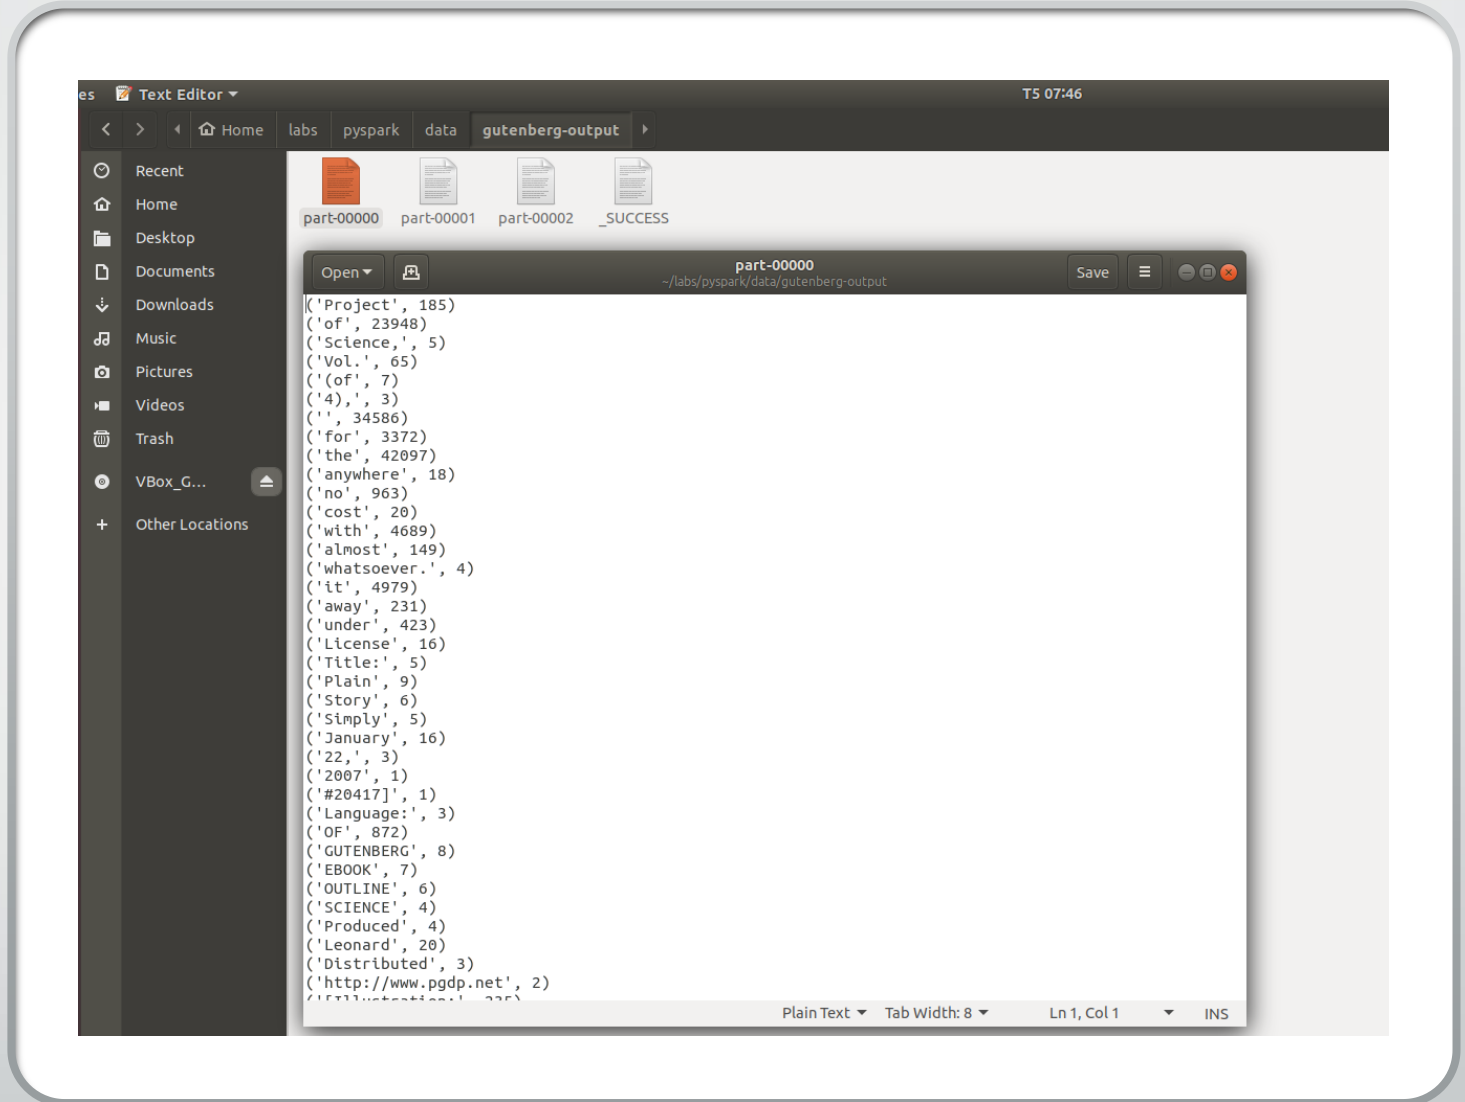 es Text Editor T5 07:46
Home labs pyspark data gutenberg-output
Recent
Home
Desktop
Documents
Downloads
Music
Pictures
Videos
Trash
VBox_G...
Other Locations
part-00000 part-00001 part-00002 _SUCCESS
Open part-00000 Save
~/labs/pyspark/data/gutenberg-output
('Project', 185)
('of', 23948)
('Science,', 5)
('Vol.', 65)
('(of', 7)
('4),', 3)
('', 34586)
('for', 3372)
('the', 42097)
('anywhere', 18)
('no', 963)
('cost', 20)
('with', 4689)
('almost', 149)
('whatsoever.', 4)
('it', 4979)
('away', 231)
('under', 423)
('License', 16)
('Title:', 5)
('Plain', 9)
('Story', 6)
('Simply', 5)
('January', 16)
('22,', 3)
('2007', 1)
('#20417]', 1)
('Language:', 3)
('OF', 872)
('GUTENBERG', 8)
('EBOOK', 7)
('OUTLINE', 6)
('SCIENCE', 4)
('Produced', 4)
('Leonard', 20)
('Distributed', 3)
('http://www.pgdp.net', 2)
('[Illustration:', 235)
Plain Text Tab Width: 8 Ln 1, Col 1 INS